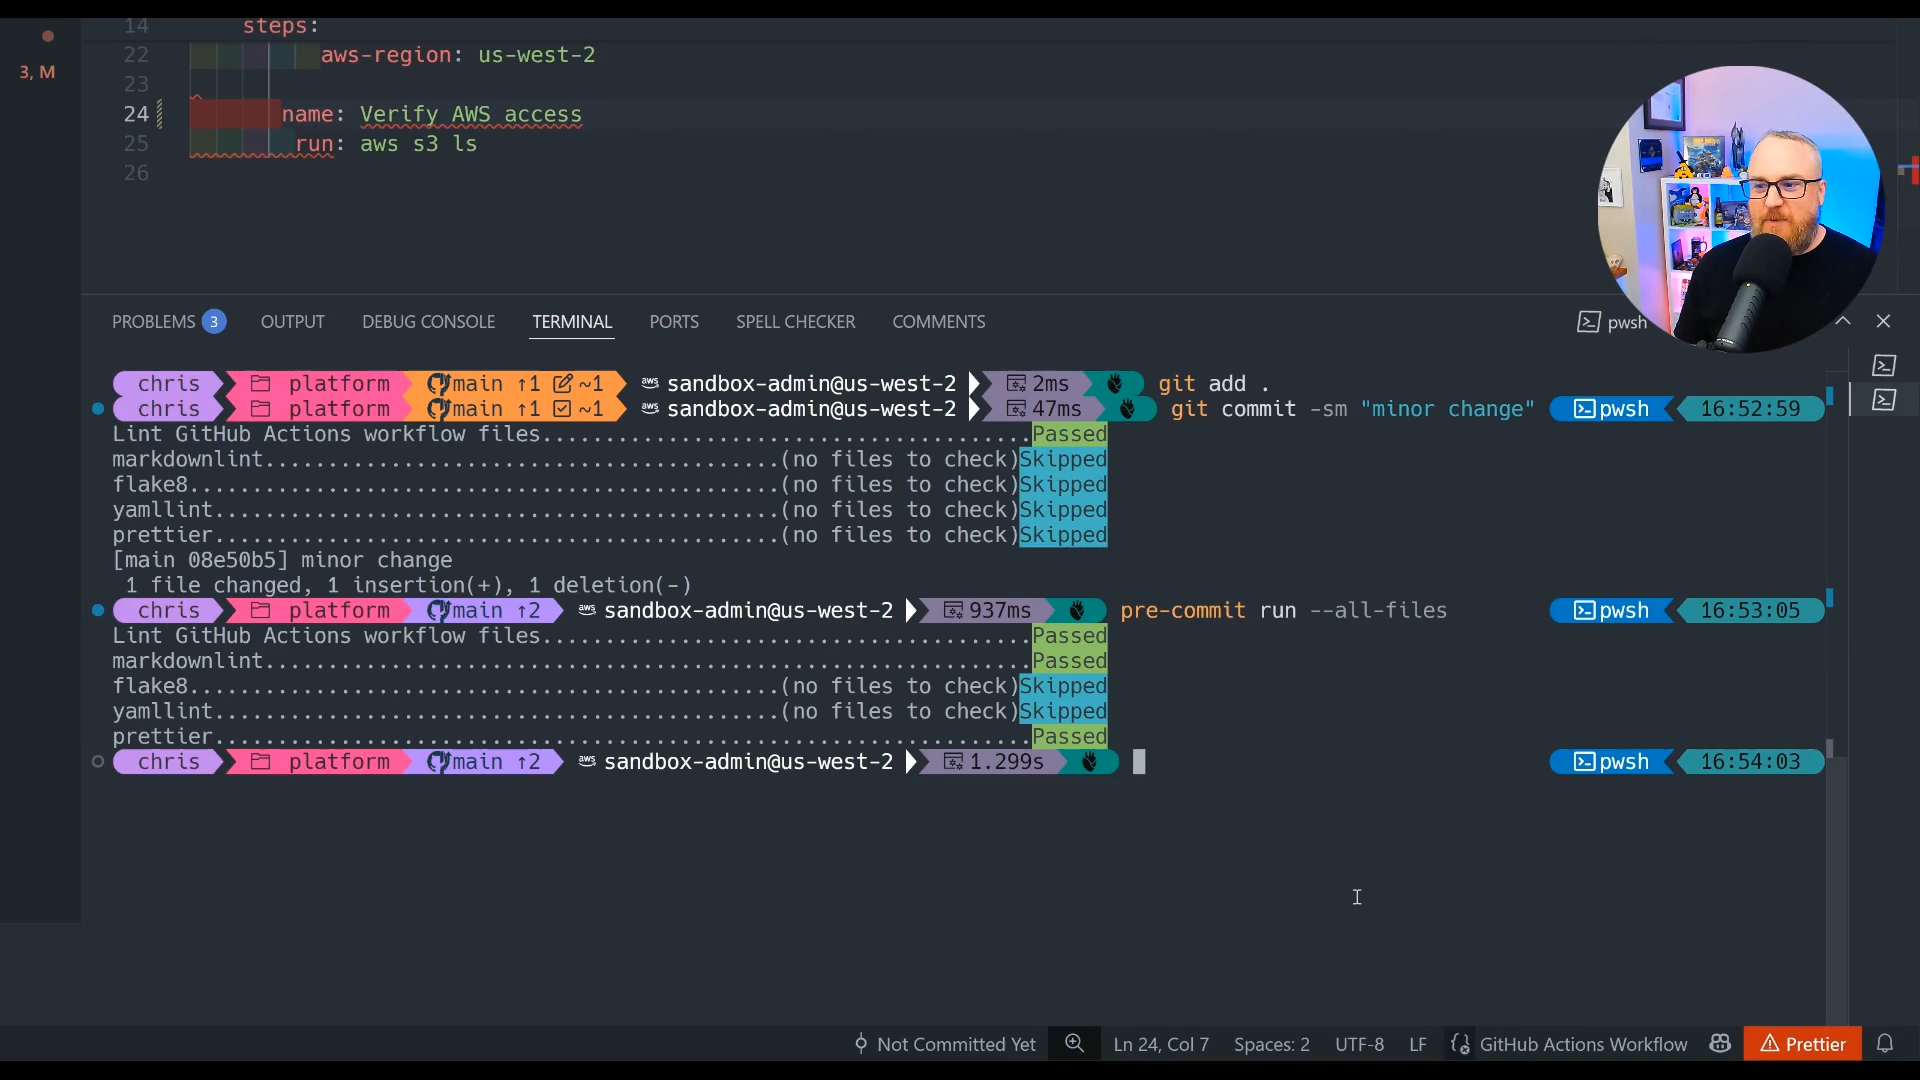 14 steps:
22 aws-region: us-west-2
3, M
23
24 name: Verify AWS access
25 run: aws s3 ls
26
PROBLEMS 3 OUTPUT DEBUG CONSOLE TERMINAL PORTS SPELL CHECKER COMMENTS pwsh
chris platform main ↑1 ~1 aws sandbox-admin@us-west-2 2ms git add .
chris platform main ↑1 ~1 aws sandbox-admin@us-west-2 47ms git commit -sm "minor change" pwsh 16:52:59
Lint GitHub Actions workflow files.......................................Passed
markdownlint.........................................(no files to check)Skipped
flake8...............................................(no files to check)Skipped
yamllint.............................................(no files to check)Skipped
prettier.............................................(no files to check)Skipped
[main 08e50b5] minor change
1 file changed, 1 insertion(+), 1 deletion(-)
chris platform main ↑2 aws sandbox-admin@us-west-2 937ms pre-commit run --all-files pwsh 16:53:05
Lint GitHub Actions workflow files.......................................Passed
markdownlint.............................................................Passed
flake8...............................................(no files to check)Skipped
yamllint.............................................(no files to check)Skipped
prettier.................................................................Passed
chris platform main ↑2 aws sandbox-admin@us-west-2 1.299s pwsh 16:54:03
Not Committed Yet Ln 24, Col 7 Spaces: 2 UTF-8 LF GitHub Actions Workflow Prettier